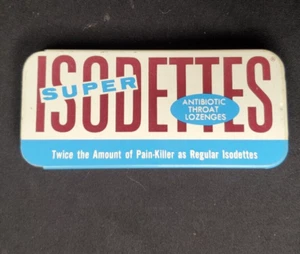 SUPER
ISODETTES
ANTIBIOTIC
THROAT
LOZENGES
Twice the Amount of Pain-Killer as Regular Isodettes